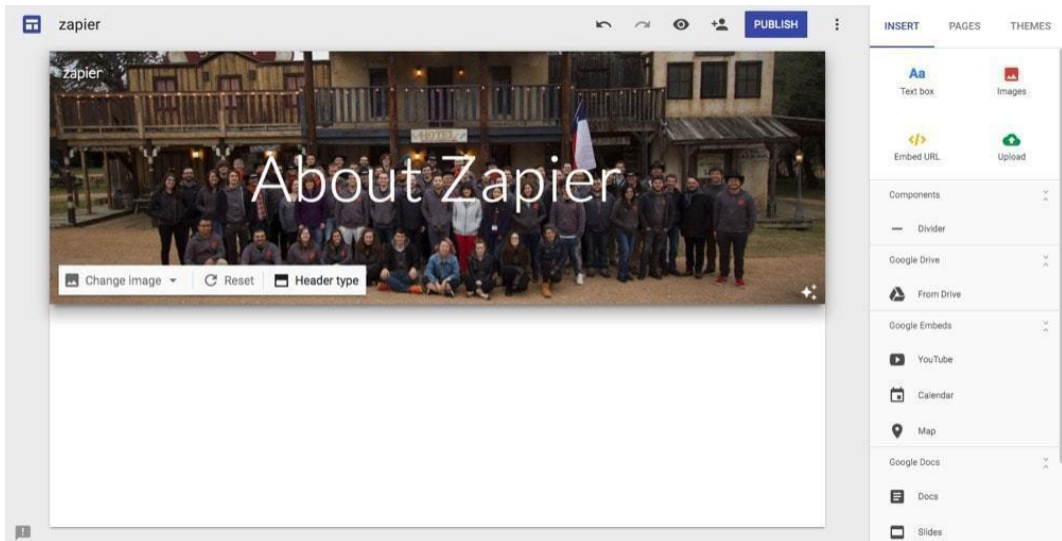 zapier
PUBLISH
INSERT PAGES THEMES
zapier
HOTEL
About Zapier
Change image
Reset
Header type
Aa
Text box
Images
</>
Embed URL
Upload
Components
Divider
Google Drive
From Drive
Google Embeds
YouTube
Calendar
Map
Google Docs
Docs
Slides